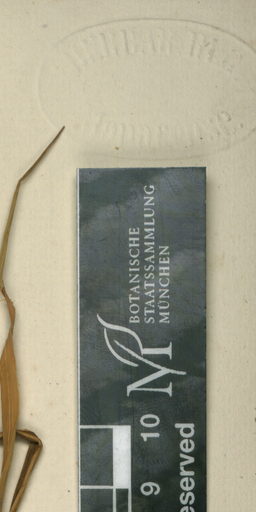 BOTANISCHE
STAATSSAMMLUNG
MÜNCHEN
M
9 10
eserved